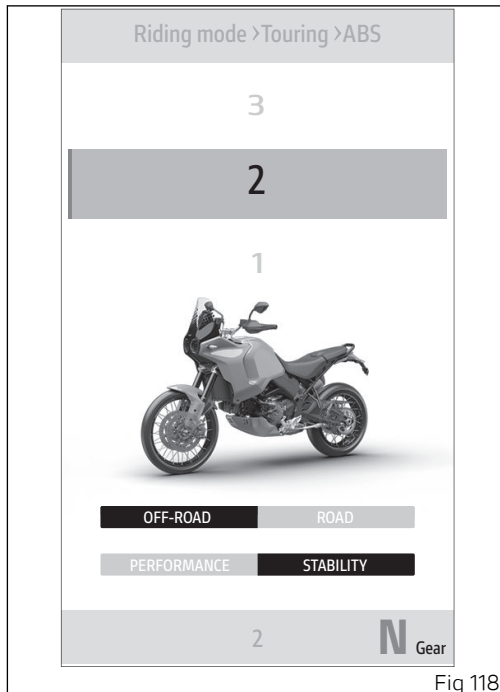 Riding mode ›Touring ›ABS
3
2
1
OFF-ROAD ROAD
PERFORMANCE STABILITY
2 N Gear
Fig 118